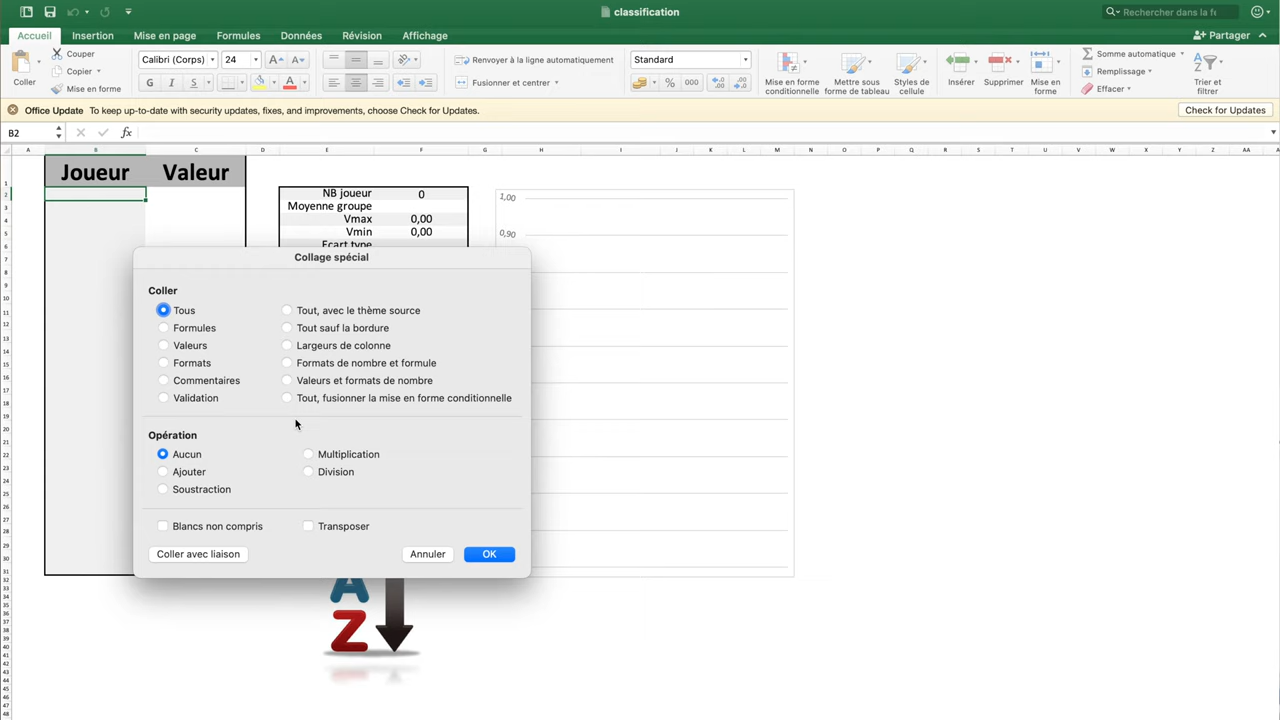 classification
Rechercher dans la fe
Accueil Insertion Mise en page Formules Données Révision Affichage Partager
Coller
Couper
Copier
Mise en forme
Calibri (Corps) 24
G I S
Renvoyer à la ligne automatiquement
Fusionner et centrer
Standard
% 000
Mise en forme conditionnelle
Mettre sous forme de tableau
Styles de cellule
Insérer
Supprimer
Mise en forme
Somme automatique
Remplissage
Effacer
Trier et filtrer
Office Update To keep up-to-date with security updates, fixes, and improvements, choose Check for Updates. Check for Updates
B2 fx
A B C D E F G H I J K L M N O P Q R S T U V W X Y Z AA
Joueur Valeur
NB joueur 0
Moyenne groupe
Vmax 0,00
Vmin 0,00
Ecart type
1,00
0,90
Collage spécial
Coller
Tous Tout, avec le thème source
Formules Tout sauf la bordure
Valeurs Largeurs de colonne
Formats Formats de nombre et formule
Commentaires Valeurs et formats de nombre
Validation Tout, fusionner la mise en forme conditionnelle
Opération
Aucun Multiplication
Ajouter Division
Soustraction
Blancs non compris Transposer
Coller avec liaison Annuler OK
A
Z